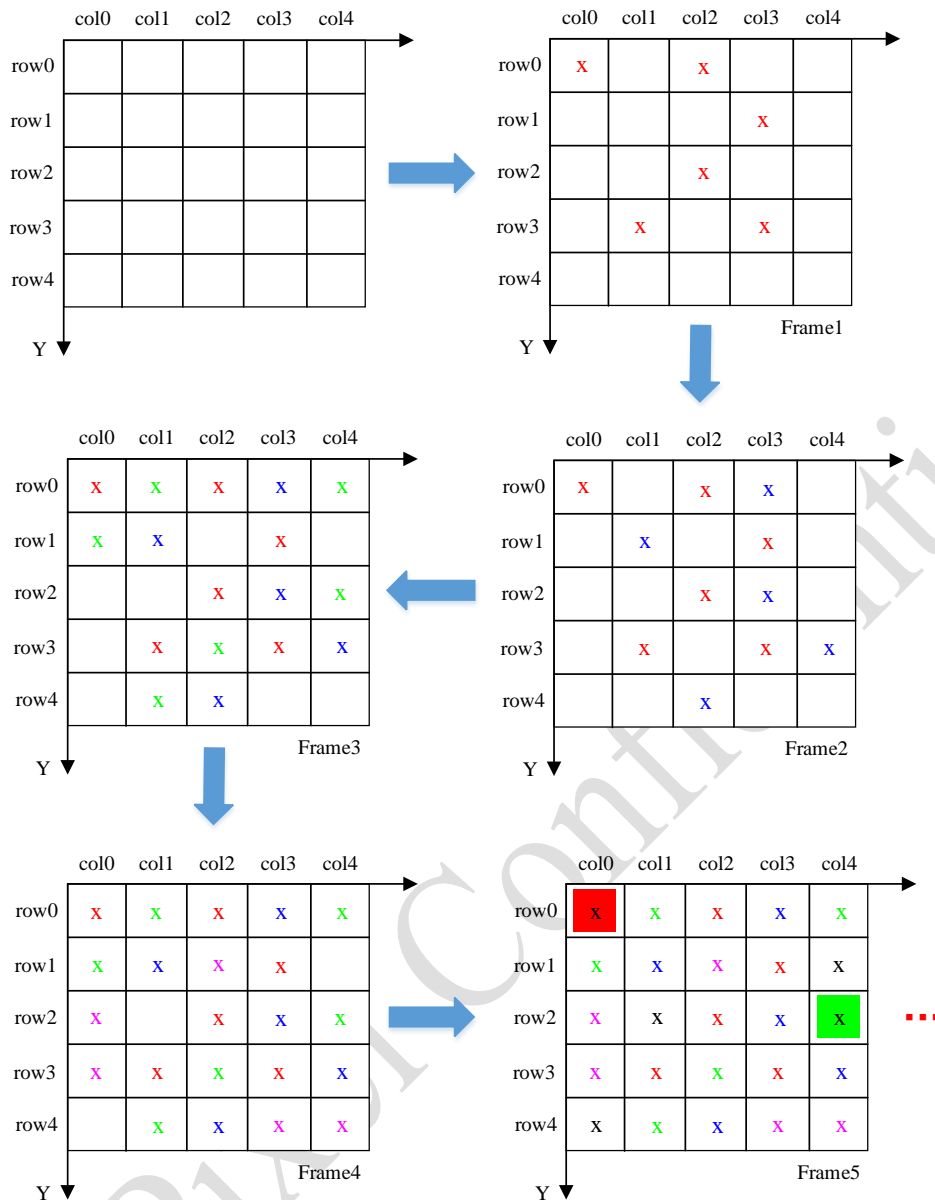 col0 col1 col2 col3 col4
row0
row1
row2
row3
row4
Y
col0 col1 col2 col3 col4
row0 x x
row1 x
row2 x
row3 x x
row4
Frame1
Y
col0 col1 col2 col3 col4
row0 x x x
row1 x x
row2 x x
row3 x x x
row4 x
Frame2
Y
col0 col1 col2 col3 col4
row0 x x x x x
row1 x x x
row2 x x x
row3 x x x x
row4 x x
Frame3
Y
col0 col1 col2 col3 col4
row0 x x x x x
row1 x x x x
row2 x x x x
row3 x x x x x
row4 x x x x
Frame4
Y
col0 col1 col2 col3 col4
row0 x x x x x
row1 x x x x x
row2 x x x x x
row3 x x x x x
row4 x x x x x
Frame5
Y